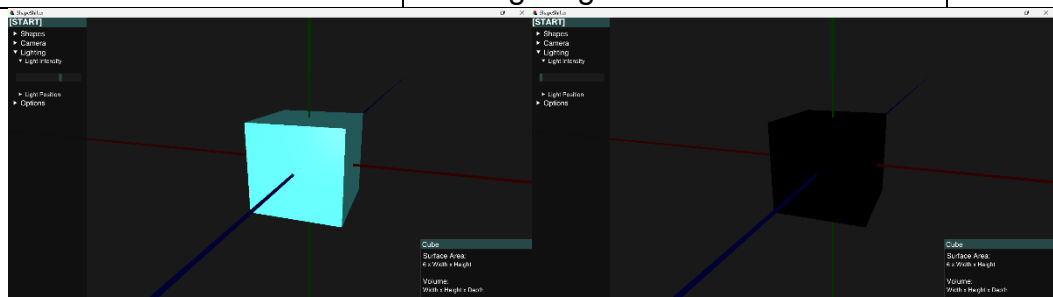 ShapeShifter
[START]
Shapes
Camera
Lighting
Light Intensity
Light Position
Options
Cube
Surface Area:
6 x Width x Height
Volume:
Width x Height x Depth
ShapeShifter
[START]
Shapes
Camera
Lighting
Light Intensity
Light Position
Options
Cube
Surface Area:
6 x Width x Height
Volume:
Width x Height x Depth